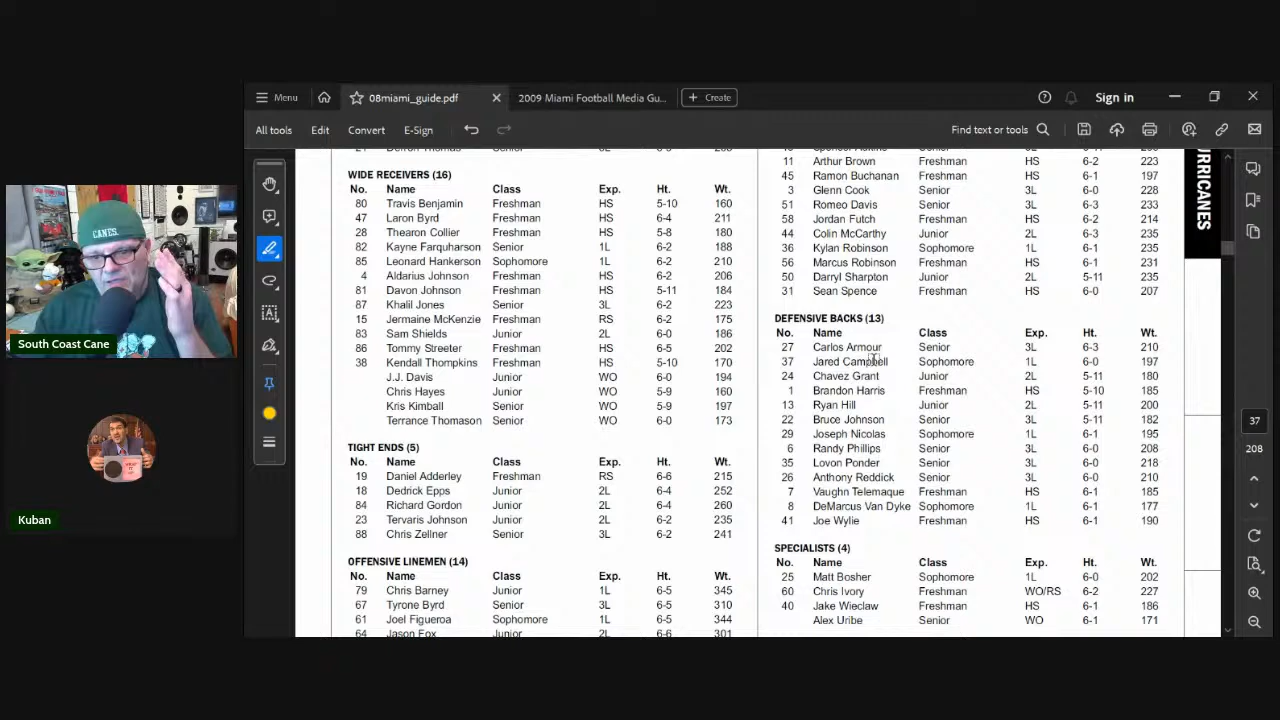 Menu
08miami_guide.pdf
2009 Miami Football Media Gu...
Create
Sign in
All tools
Edit
Convert
E-Sign
Find text or tools
WIDE RECEIVERS (16)
No. Name Class Exp. Ht. Wt.
80 Travis Benjamin Freshman HS 5-10 160
47 Laron Byrd Freshman HS 6-4 211
28 Thearon Collier Freshman HS 5-8 180
82 Kayne Farquharson Senior 1L 6-2 188
85 Leonard Hankerson Sophomore 1L 6-2 210
4 Aldarius Johnson Freshman HS 6-2 206
81 Davon Johnson Freshman HS 5-11 184
87 Khalil Jones Senior 3L 6-2 223
15 Jermaine McKenzie Freshman RS 6-2 175
83 Sam Shields Junior 2L 6-0 186
86 Tommy Streeter Freshman HS 6-5 202
38 Kendall Thompkins Freshman HS 5-10 170
J.J. Davis Junior WO 6-0 194
Chris Hayes Junior WO 5-9 160
Kris Kimball Senior WO 5-9 197
Terrance Thomason Senior WO 6-0 173
TIGHT ENDS (5)
No. Name Class Exp. Ht. Wt.
19 Daniel Adderley Freshman RS 6-6 215
18 Dedrick Epps Junior 2L 6-4 252
84 Richard Gordon Junior 2L 6-4 260
23 Tervaris Johnson Junior 2L 6-2 235
88 Chris Zellner Senior 3L 6-2 241
OFFENSIVE LINEMEN (14)
No. Name Class Exp. Ht. Wt.
79 Chris Barney Junior 1L 6-5 345
67 Tyrone Byrd Senior 3L 6-5 310
61 Joel Figueroa Sophomore 1L 6-5 344
64 Jason Fox Junior 2L 6-6 301
11 Arthur Brown Freshman HS 6-2 223
45 Ramon Buchanan Freshman HS 6-1 197
3 Glenn Cook Senior 3L 6-0 228
51 Romeo Davis Senior 3L 6-3 233
58 Jordan Futch Freshman HS 6-2 214
44 Colin McCarthy Junior 2L 6-3 235
36 Kylan Robinson Sophomore 1L 6-1 235
56 Marcus Robinson Freshman HS 6-1 231
50 Darryl Sharpton Junior 2L 5-11 235
31 Sean Spence Freshman HS 6-0 207
DEFENSIVE BACKS (13)
No. Name Class Exp. Ht. Wt.
27 Carlos Armour Senior 3L 6-3 210
37 Jared Campbell Sophomore 1L 6-0 197
24 Chavez Grant Junior 2L 5-11 180
1 Brandon Harris Freshman HS 5-10 185
13 Ryan Hill Junior 2L 5-11 200
22 Bruce Johnson Senior 3L 5-11 182
29 Joseph Nicolas Sophomore 1L 6-1 195
6 Randy Phillips Senior 3L 6-0 208
35 Lovon Ponder Senior 3L 6-0 218
26 Anthony Reddick Senior 3L 6-0 210
7 Vaughn Telemaque Freshman HS 6-1 185
8 DeMarcus Van Dyke Sophomore 1L 6-1 177
41 Joe Wylie Freshman HS 6-1 190
SPECIALISTS (4)
No. Name Class Exp. Ht. Wt.
25 Matt Bosher Sophomore 1L 6-0 202
60 Chris Ivory Freshman WO/RS 6-2 227
40 Jake Wieclaw Freshman HS 6-1 186
Alex Uribe Senior WO 6-1 171
37
208
CANES.
South Coast Cane
Kuban